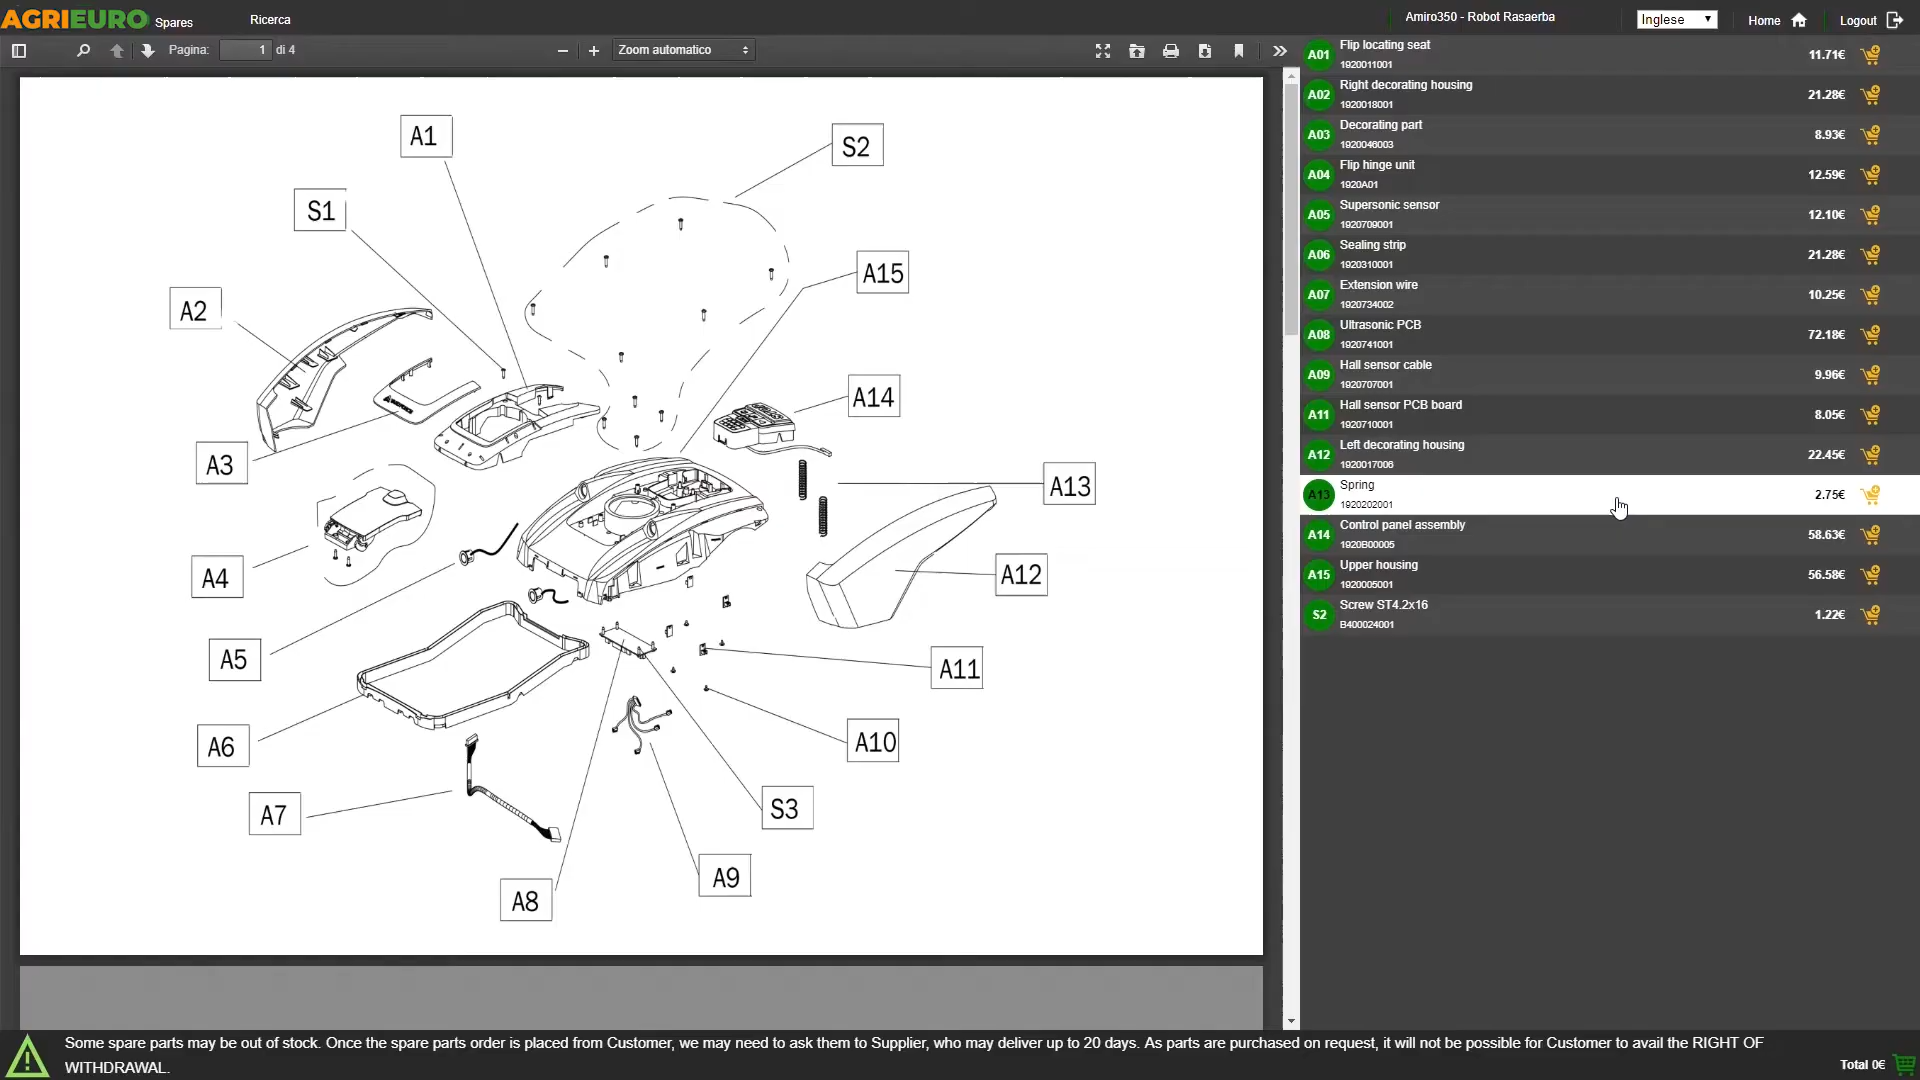 AGRIEURO Spares
Ricerca
Amiro350 - Robot Rasaerba
Inglese
Home
Logout
Pagina:
1
di 4
Zoom automatico
A1
S2
S1
A15
A2
A14
A3
A13
A4
A12
A5
A11
A6
A10
A7
S3
A9
A8
A01
Flip locating seat
1920011001
11.71€
A02
Right decorating housing
1920018001
21.28€
A03
Decorating part
1920046003
8.93€
A04
Flip hinge unit
1920A01
12.59€
A05
Supersonic sensor
1920709001
12.10€
A06
Sealing strip
1920310001
21.28€
A07
Extension wire
1920734002
10.25€
A08
Ultrasonic PCB
1920741001
72.18€
A09
Hall sensor cable
1920707001
9.96€
A11
Hall sensor PCB board
1920710001
8.05€
A12
Left decorating housing
1920017006
22.45€
A13
Spring
1920202001
2.75€
A14
Control panel assembly
1920B00005
58.63€
A15
Upper housing
1920005001
56.58€
S2
Screw ST4.2x16
B400024001
1.22€
Some spare parts may be out of stock. Once the spare parts order is placed from Customer, we may need to ask them to Supplier, who may deliver up to 20 days. As parts are purchased on request, it will not be possible for Customer to avail the RIGHT OF
WITHDRAWAL.
Total 0€